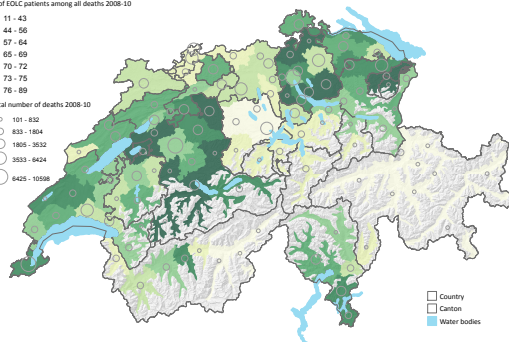 of EOLC patients among all deaths 2008-10
11 - 43
44 - 56
57 - 64
65 - 69
70 - 72
73 - 75
76 - 89
tal number of deaths 2008-10
101 - 832
833 - 1804
1805 - 3532
3533 - 6424
6425 - 10598
Country
Canton
Water bodies